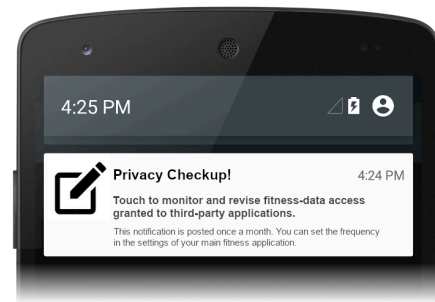 4:25 PM
Privacy Checkup!
4:24 PM
Touch to monitor and revise fitness-data access
granted to third-party applications.
This notification is posted once a month. You can set the frequency
in the settings of your main fitness application.